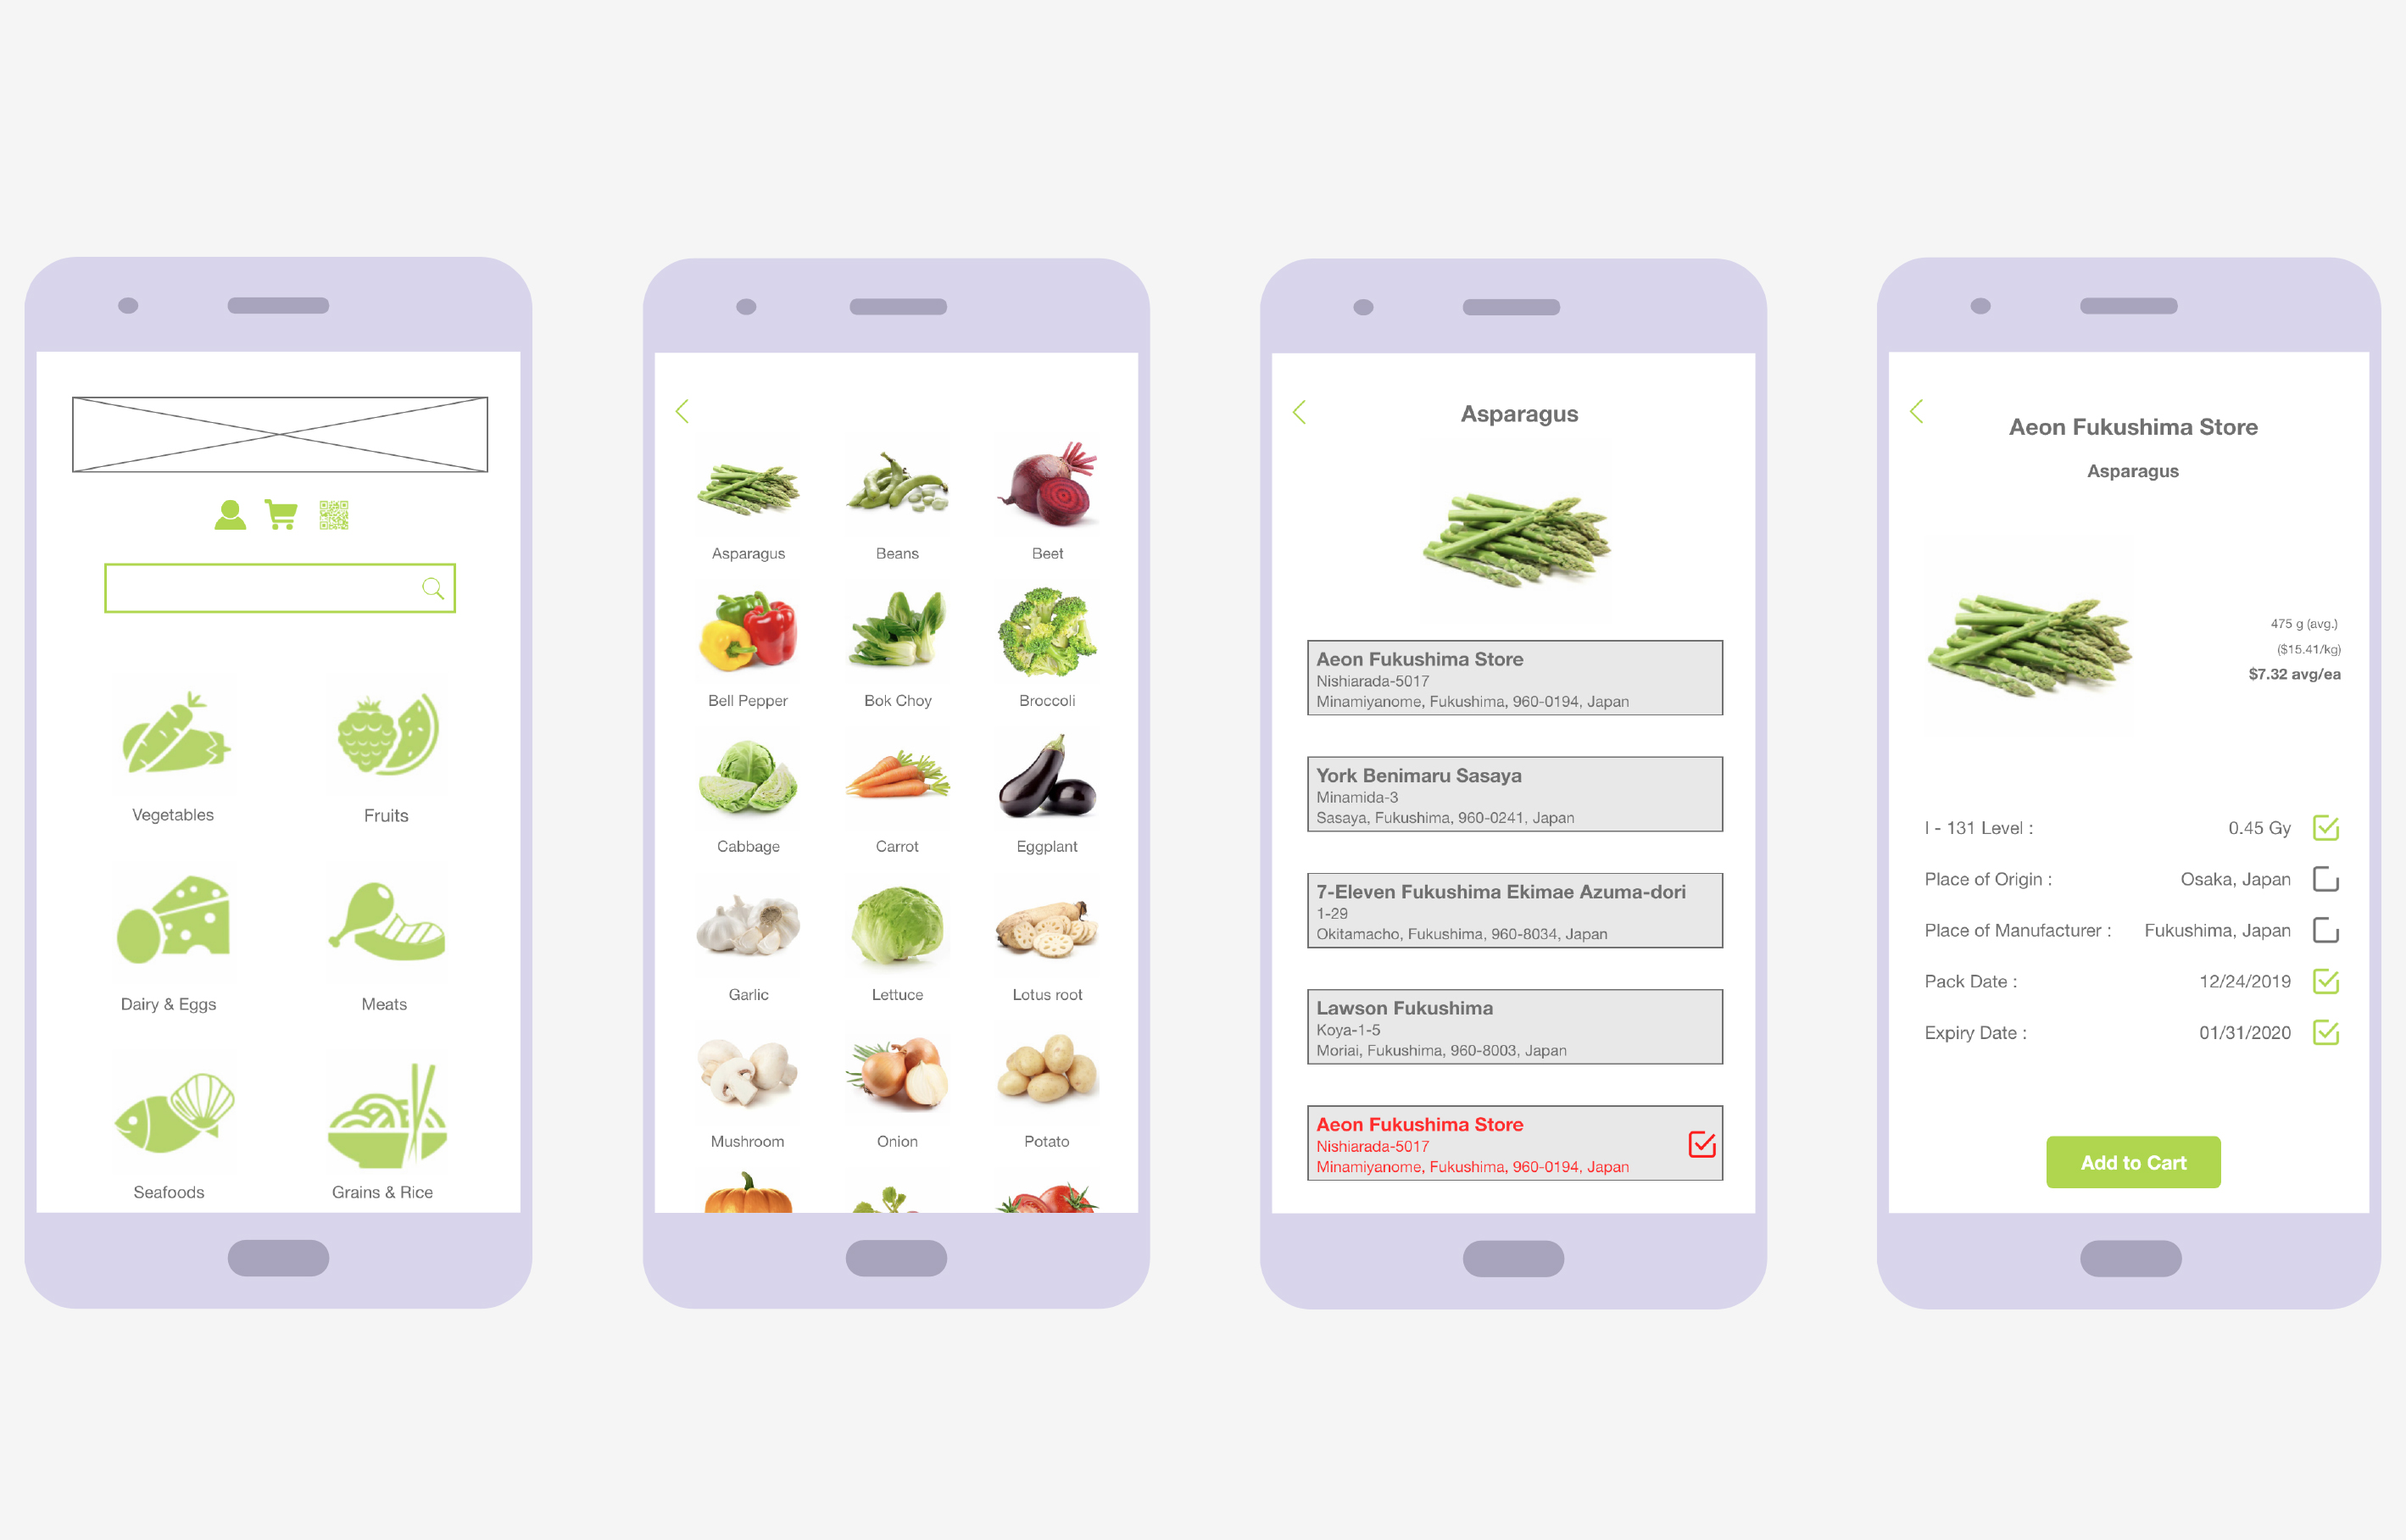 Vegetables
Fruits
Dairy & Eggs
Meats
Seafoods
Grains & Rice
Asparagus
Beans
Beet
Bell Pepper
Bok Choy
Broccoli
Cabbage
Carrot
Eggplant
Garlic
Lettuce
Lotus root
Mushroom
Onion
Potato
Asparagus
Aeon Fukushima Store
Nishiarada-5017
Minamiyanome, Fukushima, 960-0194, Japan
York Benimaru Sasaya
Minamida-3
Sasaya, Fukushima, 960-0241, Japan
7-Eleven Fukushima Ekimae Azuma-dori
1-29
Okitamacho, Fukushima, 960-8034, Japan
Lawson Fukushima
Koya-1-5
Moriai, Fukushima, 960-8003, Japan
Aeon Fukushima Store
Nishiarada-5017
Minamiyanome, Fukushima, 960-0194, Japan
Aeon Fukushima Store
Asparagus
475 g (avg.)
($15.41/kg)
$7.32 avg/ea
I - 131 Level : 0.45 Gy
Place of Origin : Osaka, Japan
Place of Manufacturer : Fukushima, Japan
Pack Date : 12/24/2019
Expiry Date : 01/31/2020
Add to Cart